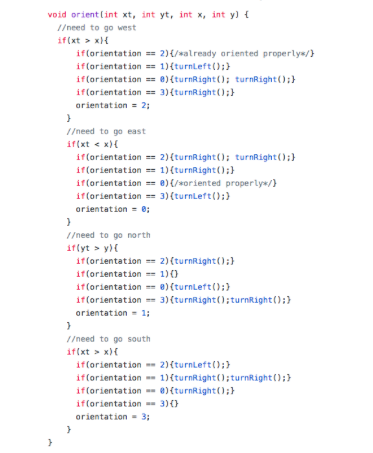 void orient(int xt, int yt, int x, int y) {
//need to go west
if(xt > x){
if(orientation == 2){/*already oriented properly*/}
if(orientation == 1){turnLeft();}
if(orientation == 0){turnRight(); turnRight();}
if(orientation == 3){turnRight();}
orientation = 2;
}
//need to go east
if(xt < x){
if(orientation == 2){turnRight(); turnRight();}
if(orientation == 1){turnRight();}
if(orientation == 0){/*oriented properly*/}
if(orientation == 3){turnLeft();}
orientation = 0;
}
//need to go north
if(yt > y){
if(orientation == 2){turnRight();}
if(orientation == 1){}
if(orientation == 0){turnLeft();}
if(orientation == 3){turnRight();turnRight();}
orientation = 1;
}
//need to go south
if(xt > x){
if(orientation == 2){turnLeft();}
if(orientation == 1){turnRight();turnRight();}
if(orientation == 0){turnRight();}
if(orientation == 3){}
orientation = 3;
}
}